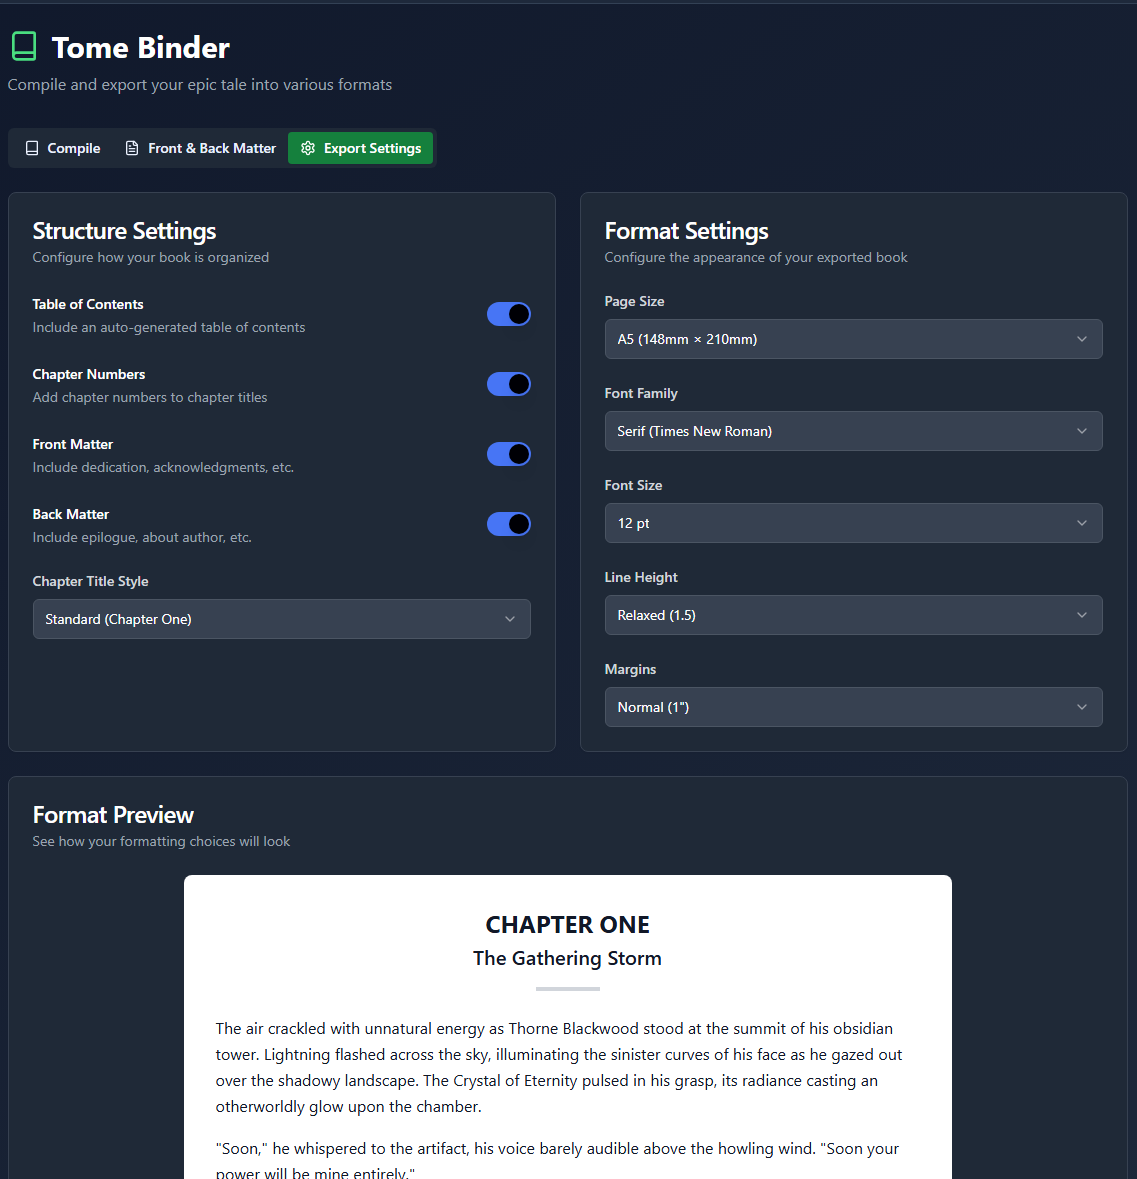 Tome Binder
Compile and export your epic tale into various formats
Compile
Front & Back Matter
Export Settings
Structure Settings
Configure how your book is organized
Table of Contents
Include an auto-generated table of contents
Chapter Numbers
Add chapter numbers to chapter titles
Front Matter
Include dedication, acknowledgments, etc.
Back Matter
Include epilogue, about author, etc.
Chapter Title Style
Standard (Chapter One)
Format Settings
Configure the appearance of your exported book
Page Size
A5 (148mm × 210mm)
Font Family
Serif (Times New Roman)
Font Size
12 pt
Line Height
Relaxed (1.5)
Margins
Normal (1")
Format Preview
See how your formatting choices will look
CHAPTER ONE
The Gathering Storm
The air crackled with unnatural energy as Thorne Blackwood stood at the summit of his obsidian
tower. Lightning flashed across the sky, illuminating the sinister curves of his face as he gazed out
over the shadowy landscape. The Crystal of Eternity pulsed in his grasp, its radiance casting an
otherworldly glow upon the chamber.
"Soon," he whispered to the artifact, his voice barely audible above the howling wind. "Soon your
power will be mine entirely."